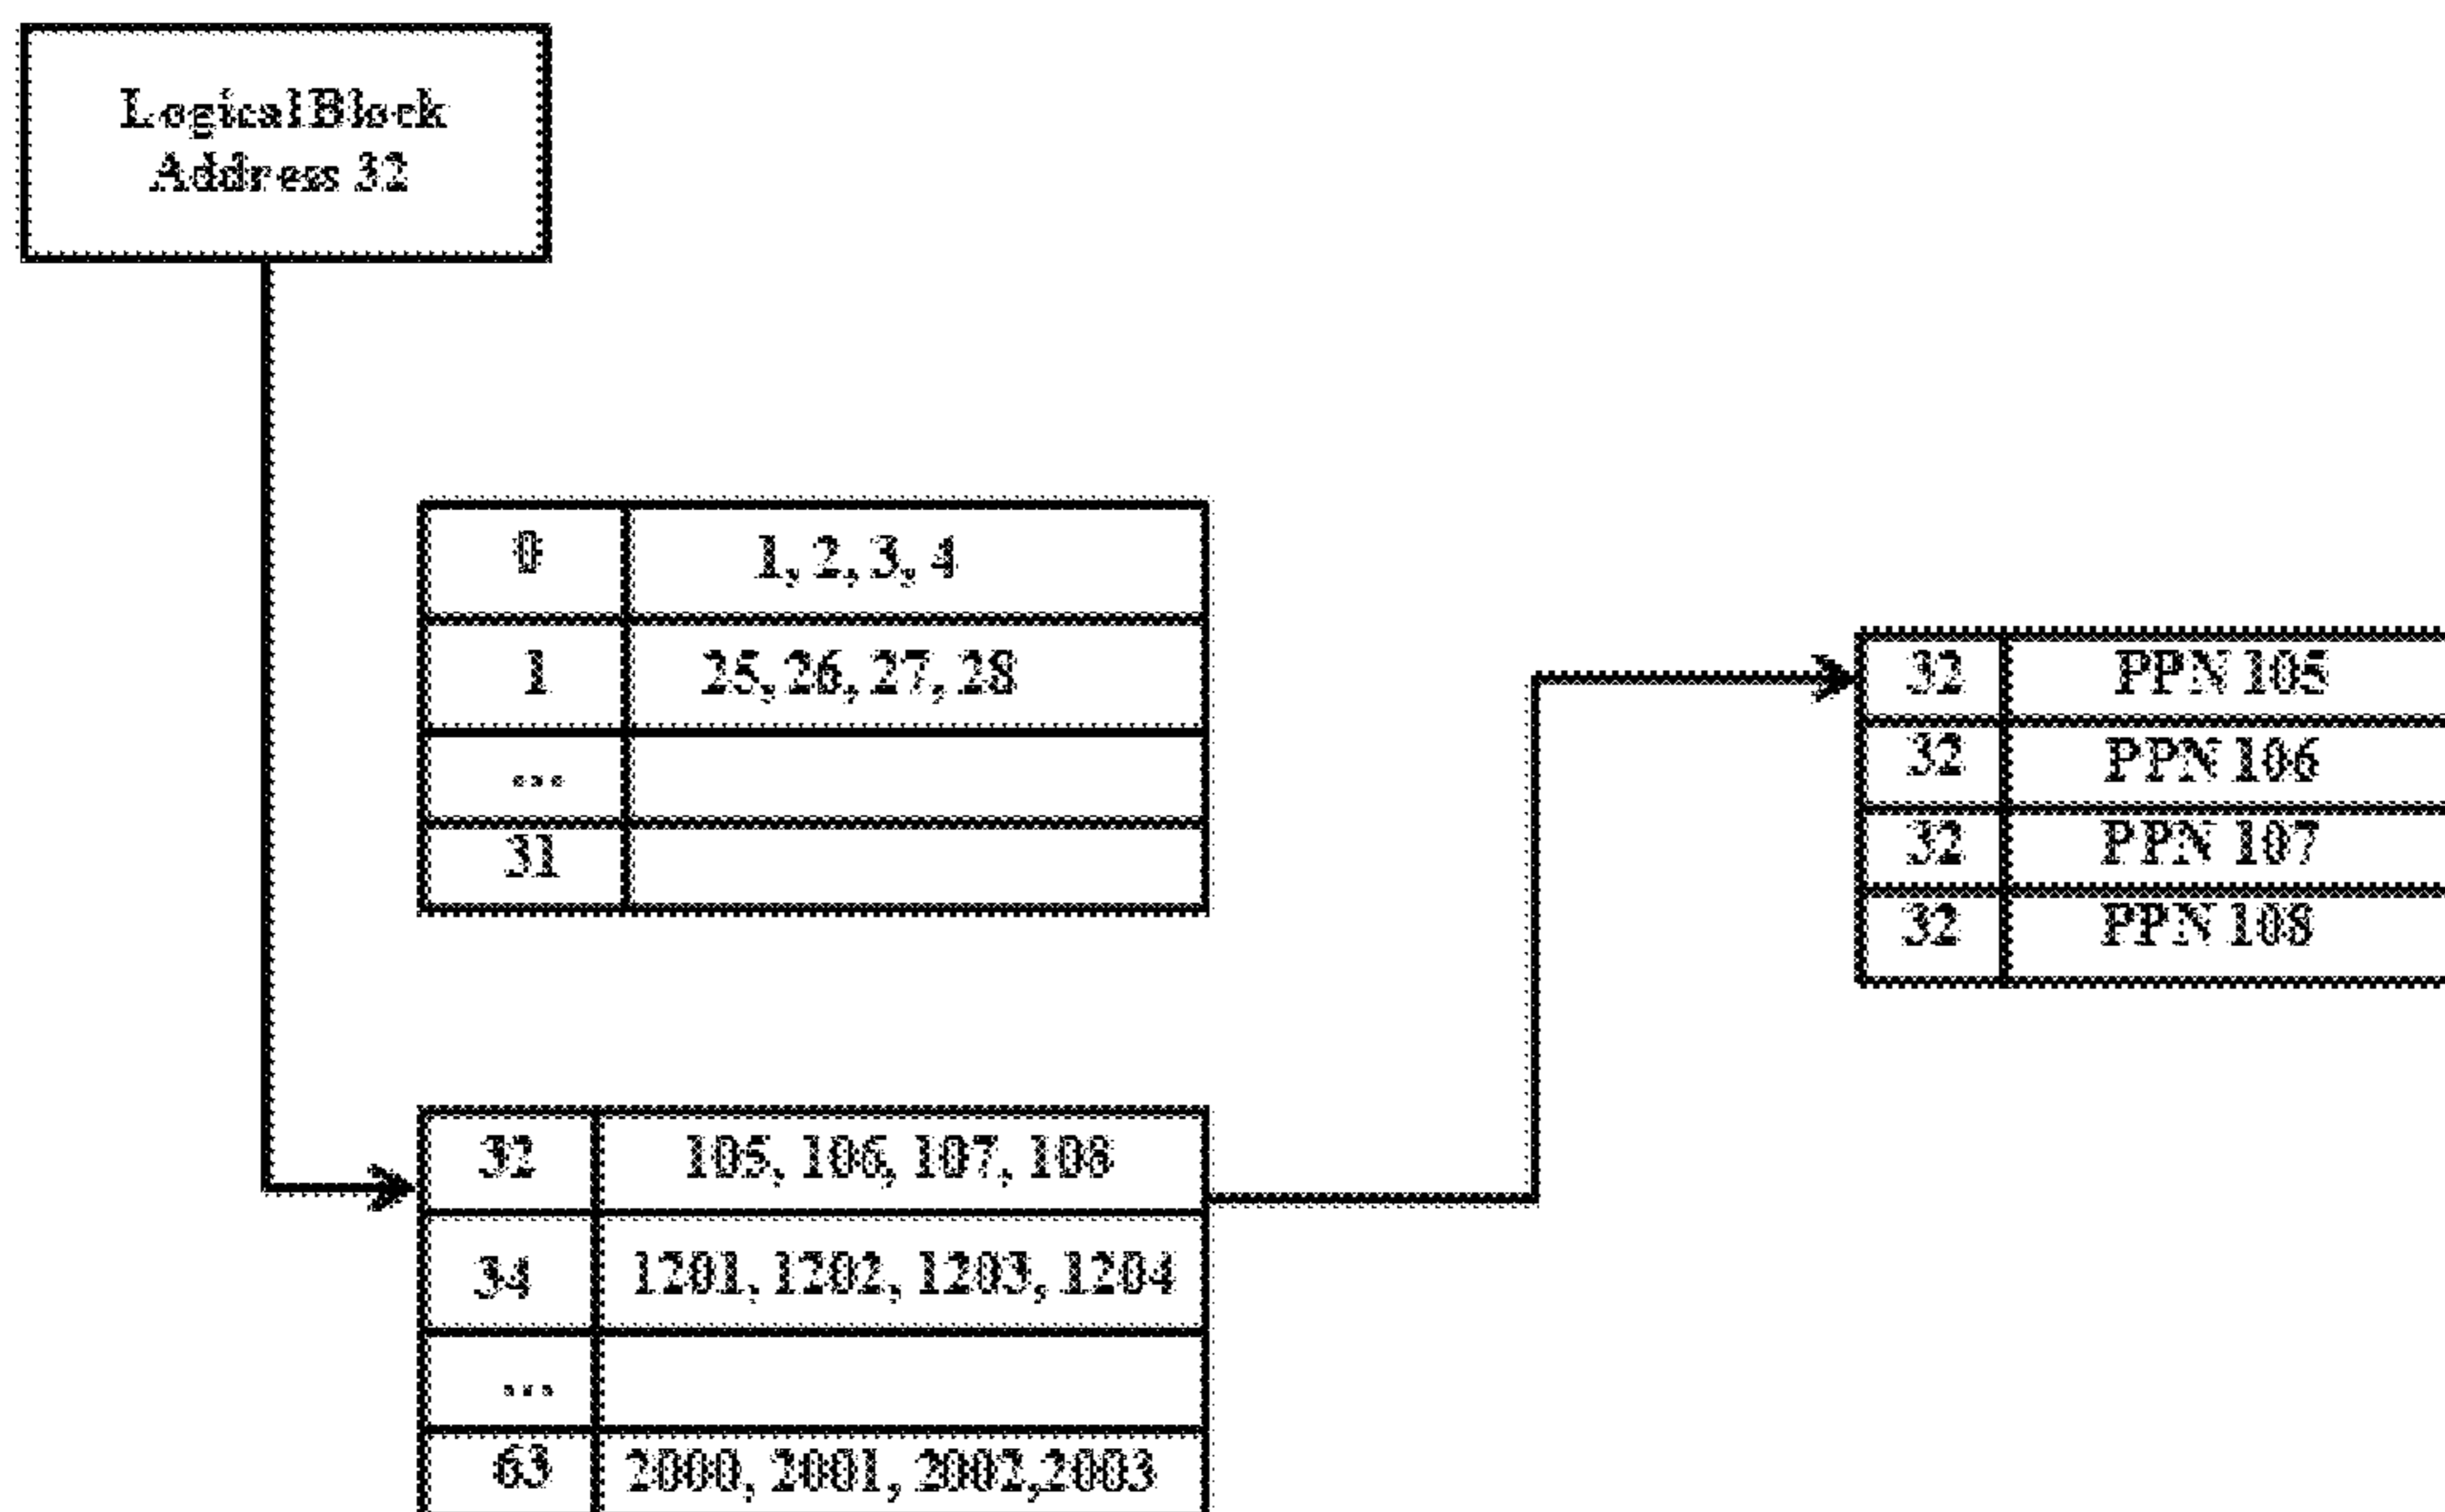 Logical Block
Address 32
0 1, 2, 3, 4
1 25, 26, 27, 28
...
31
32 PPN 105
32 PPN 106
32 PPN 107
32 PPN 108
32 105, 106, 107, 108
34 1201, 1202, 1203, 1204
...
63 2000, 2001, 2002,2003